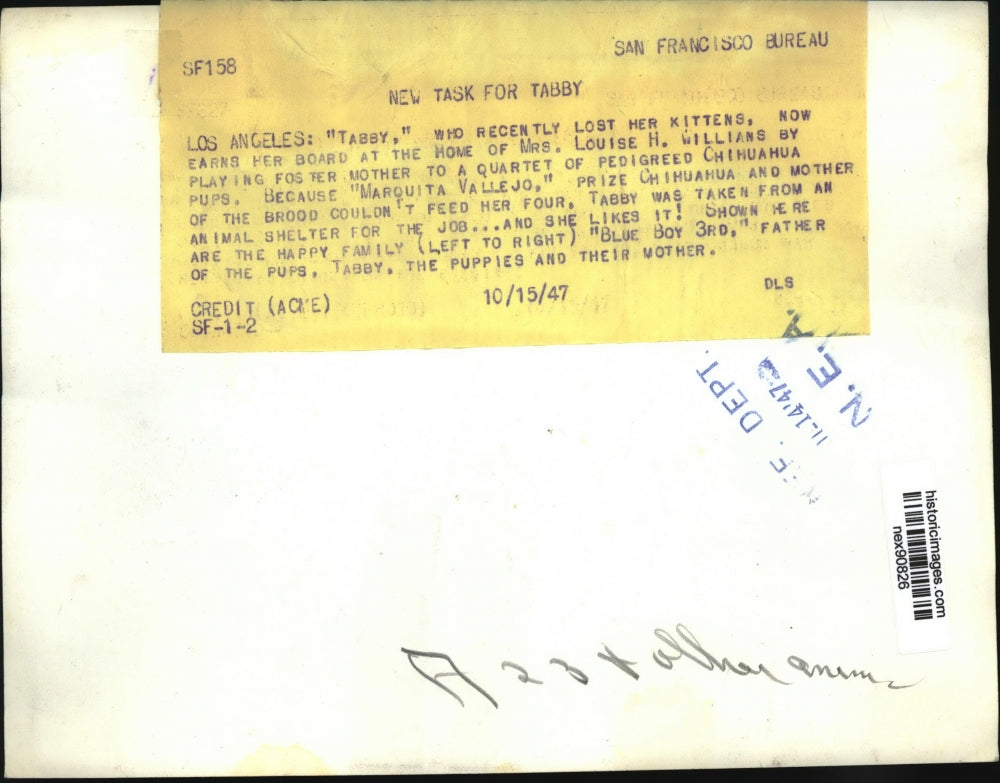 SAN FRANCISCO BUREAU
SF158
NEW TASK FOR TABBY
LOS ANGELES: "TABBY," WHO RECENTLY LOST HER KITTENS, NOW
EARNS HER BOARD AT THE HOME OF MRS. LOUISE H. WILLIANS BY
PLAYING FOSTER MOTHER TO A QUARTET OF PEDIGREED CHIHUAHUA
PUPS. BECAUSE "MARQUITA VALLEJO," PRIZE CHIHUAHUA AND MOTHER
OF THE BROOD COULDN'T FEED HER FOUR, TABBY WAS TAKEN FROM AN
ANIMAL SHELTER FOR THE JOB...AND SHE LIKES IT! SHOWN HERE
ARE THE HAPPY FAMILY (LEFT TO RIGHT) "BLUE BOY 3RD," FATHER
OF THE PUPS, TABBY, THE PUPPIES AND THEIR MOTHER.
DLS
CREDIT (ACME) 10/15/47
SF-1-2
N.E.A.
11-14'47
DEPT.
historicimages.com
nex90826
other